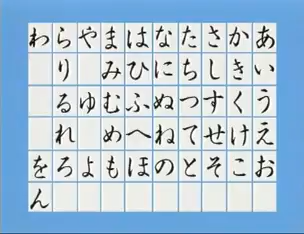 あいうえお
かきくけこ
さしすせそ
たちつてと
なにぬねの
はひふへほ
まみむめも
やゆよ
らりるれろ
わをん